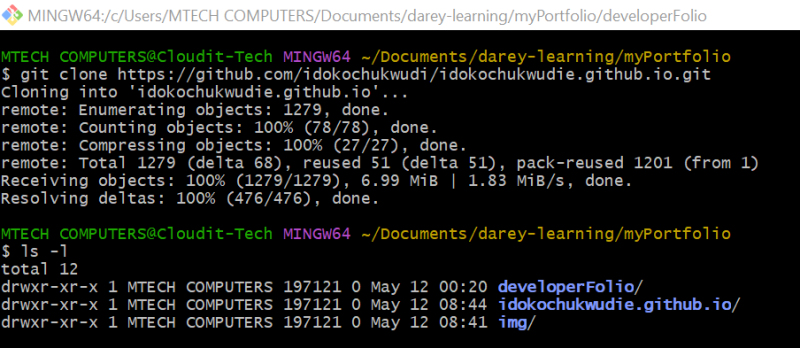 MINGW64:/c/Users/MTECH COMPUTERS/Documents/darey-learning/myPortfolio/developerFolio
MTECH COMPUTERS@Cloudit-Tech MINGW64 ~/Documents/darey-learning/myPortfolio
$ git clone https://github.com/idokochukwudi/idokochukwudie.github.io.git
Cloning into 'idokochukwudie.github.io'...
remote: Enumerating objects: 1279, done.
remote: Counting objects: 100% (78/78), done.
remote: Compressing objects: 100% (27/27), done.
remote: Total 1279 (delta 68), reused 51 (delta 51), pack-reused 1201 (from 1)
Receiving objects: 100% (1279/1279), 6.99 MiB | 1.83 MiB/s, done.
Resolving deltas: 100% (476/476), done.
MTECH COMPUTERS@Cloudit-Tech MINGW64 ~/Documents/darey-learning/myPortfolio
$ ls -l
total 12
drwxr-xr-x 1 MTECH COMPUTERS 197121 0 May 12 00:20 developerFolio/
drwxr-xr-x 1 MTECH COMPUTERS 197121 0 May 12 08:44 idokochukwudie.github.io/
drwxr-xr-x 1 MTECH COMPUTERS 197121 0 May 12 08:41 img/